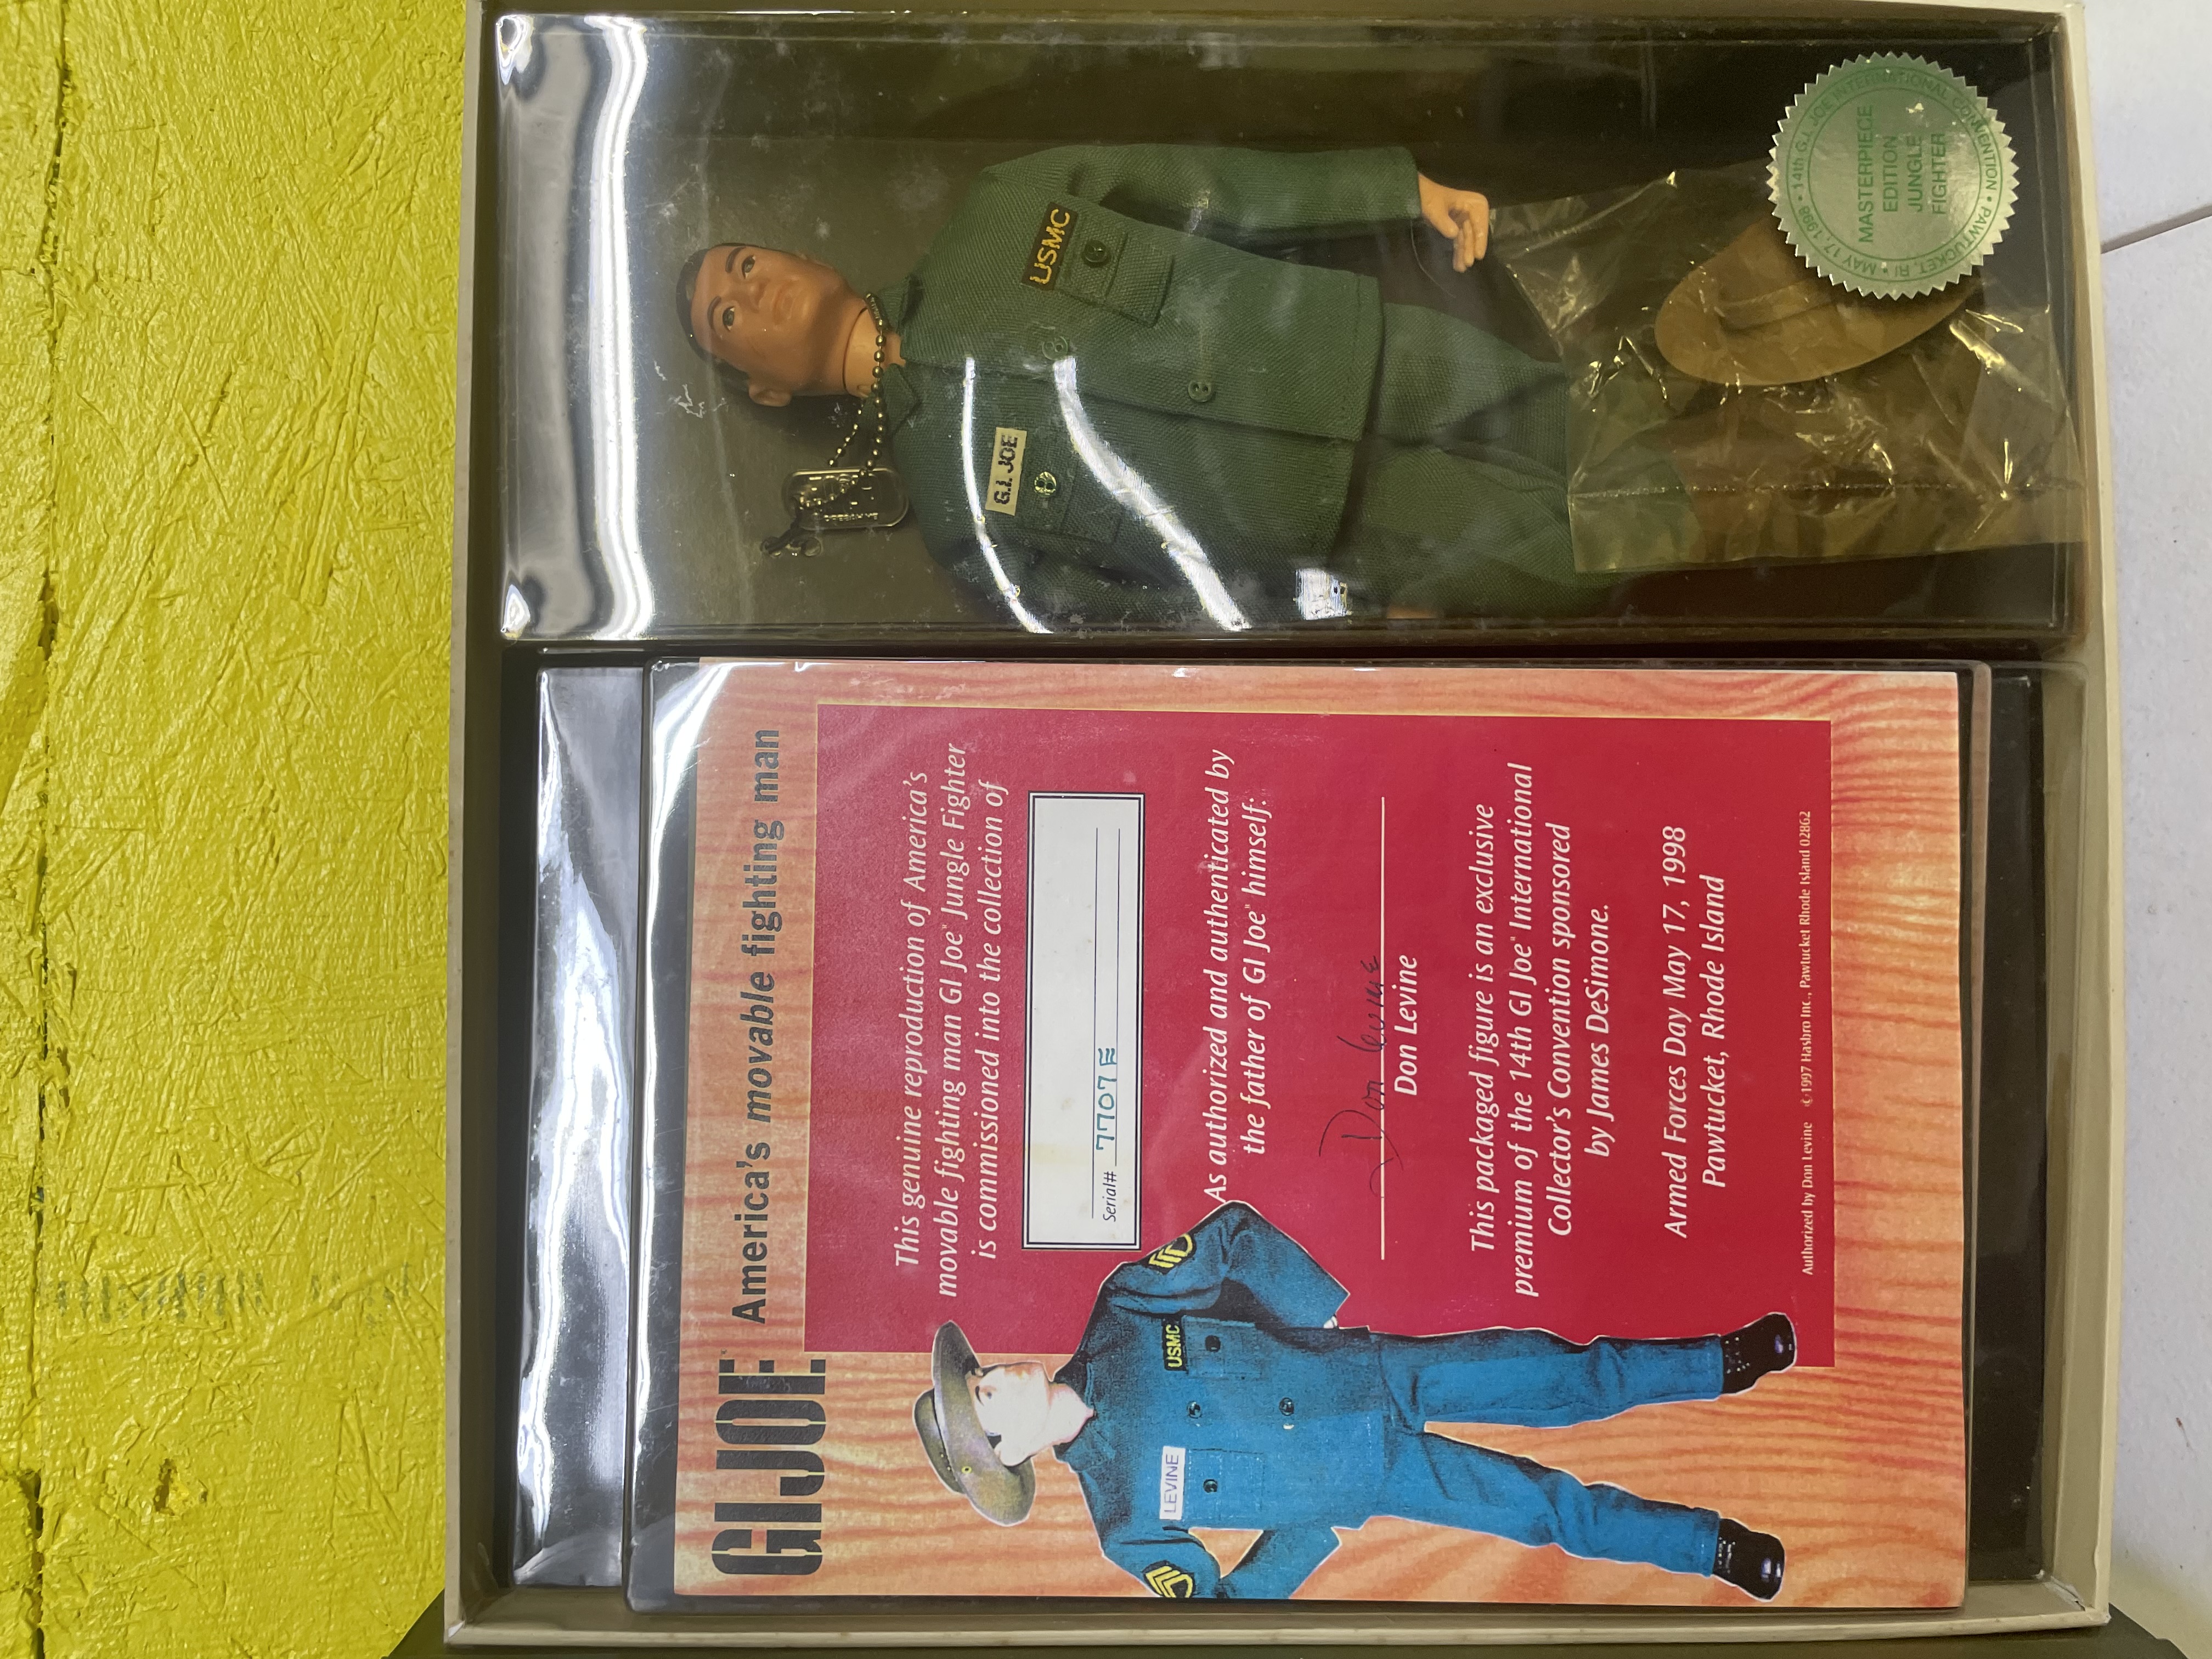 USMC
G.I. JOE
14th G.I. JOE INTERNATIONAL CONVENTION • PAWTUCKET, RI • MAY 17, 1998 •
MASTERPIECE
EDITION
JUNGLE
FIGHTER
GI JOE America's movable fighting man
This genuine reproduction of America's
movable fighting man GI Joe Jungle Fighter
is commissioned into the collection of
Serial# 7707E
As authorized and authenticated by
the father of GI Joe himself:
Don Levine
Don Levine
This packaged figure is an exclusive
premium of the 14th GI Joe International
Collector's Convention sponsored
by James DeSimone.
Armed Forces Day May 17, 1998
Pawtucket, Rhode Island
Authorized by Don Levine ©1997 Hasbro Inc., Pawtucket Rhode Island 02862
USMC
LEVINE